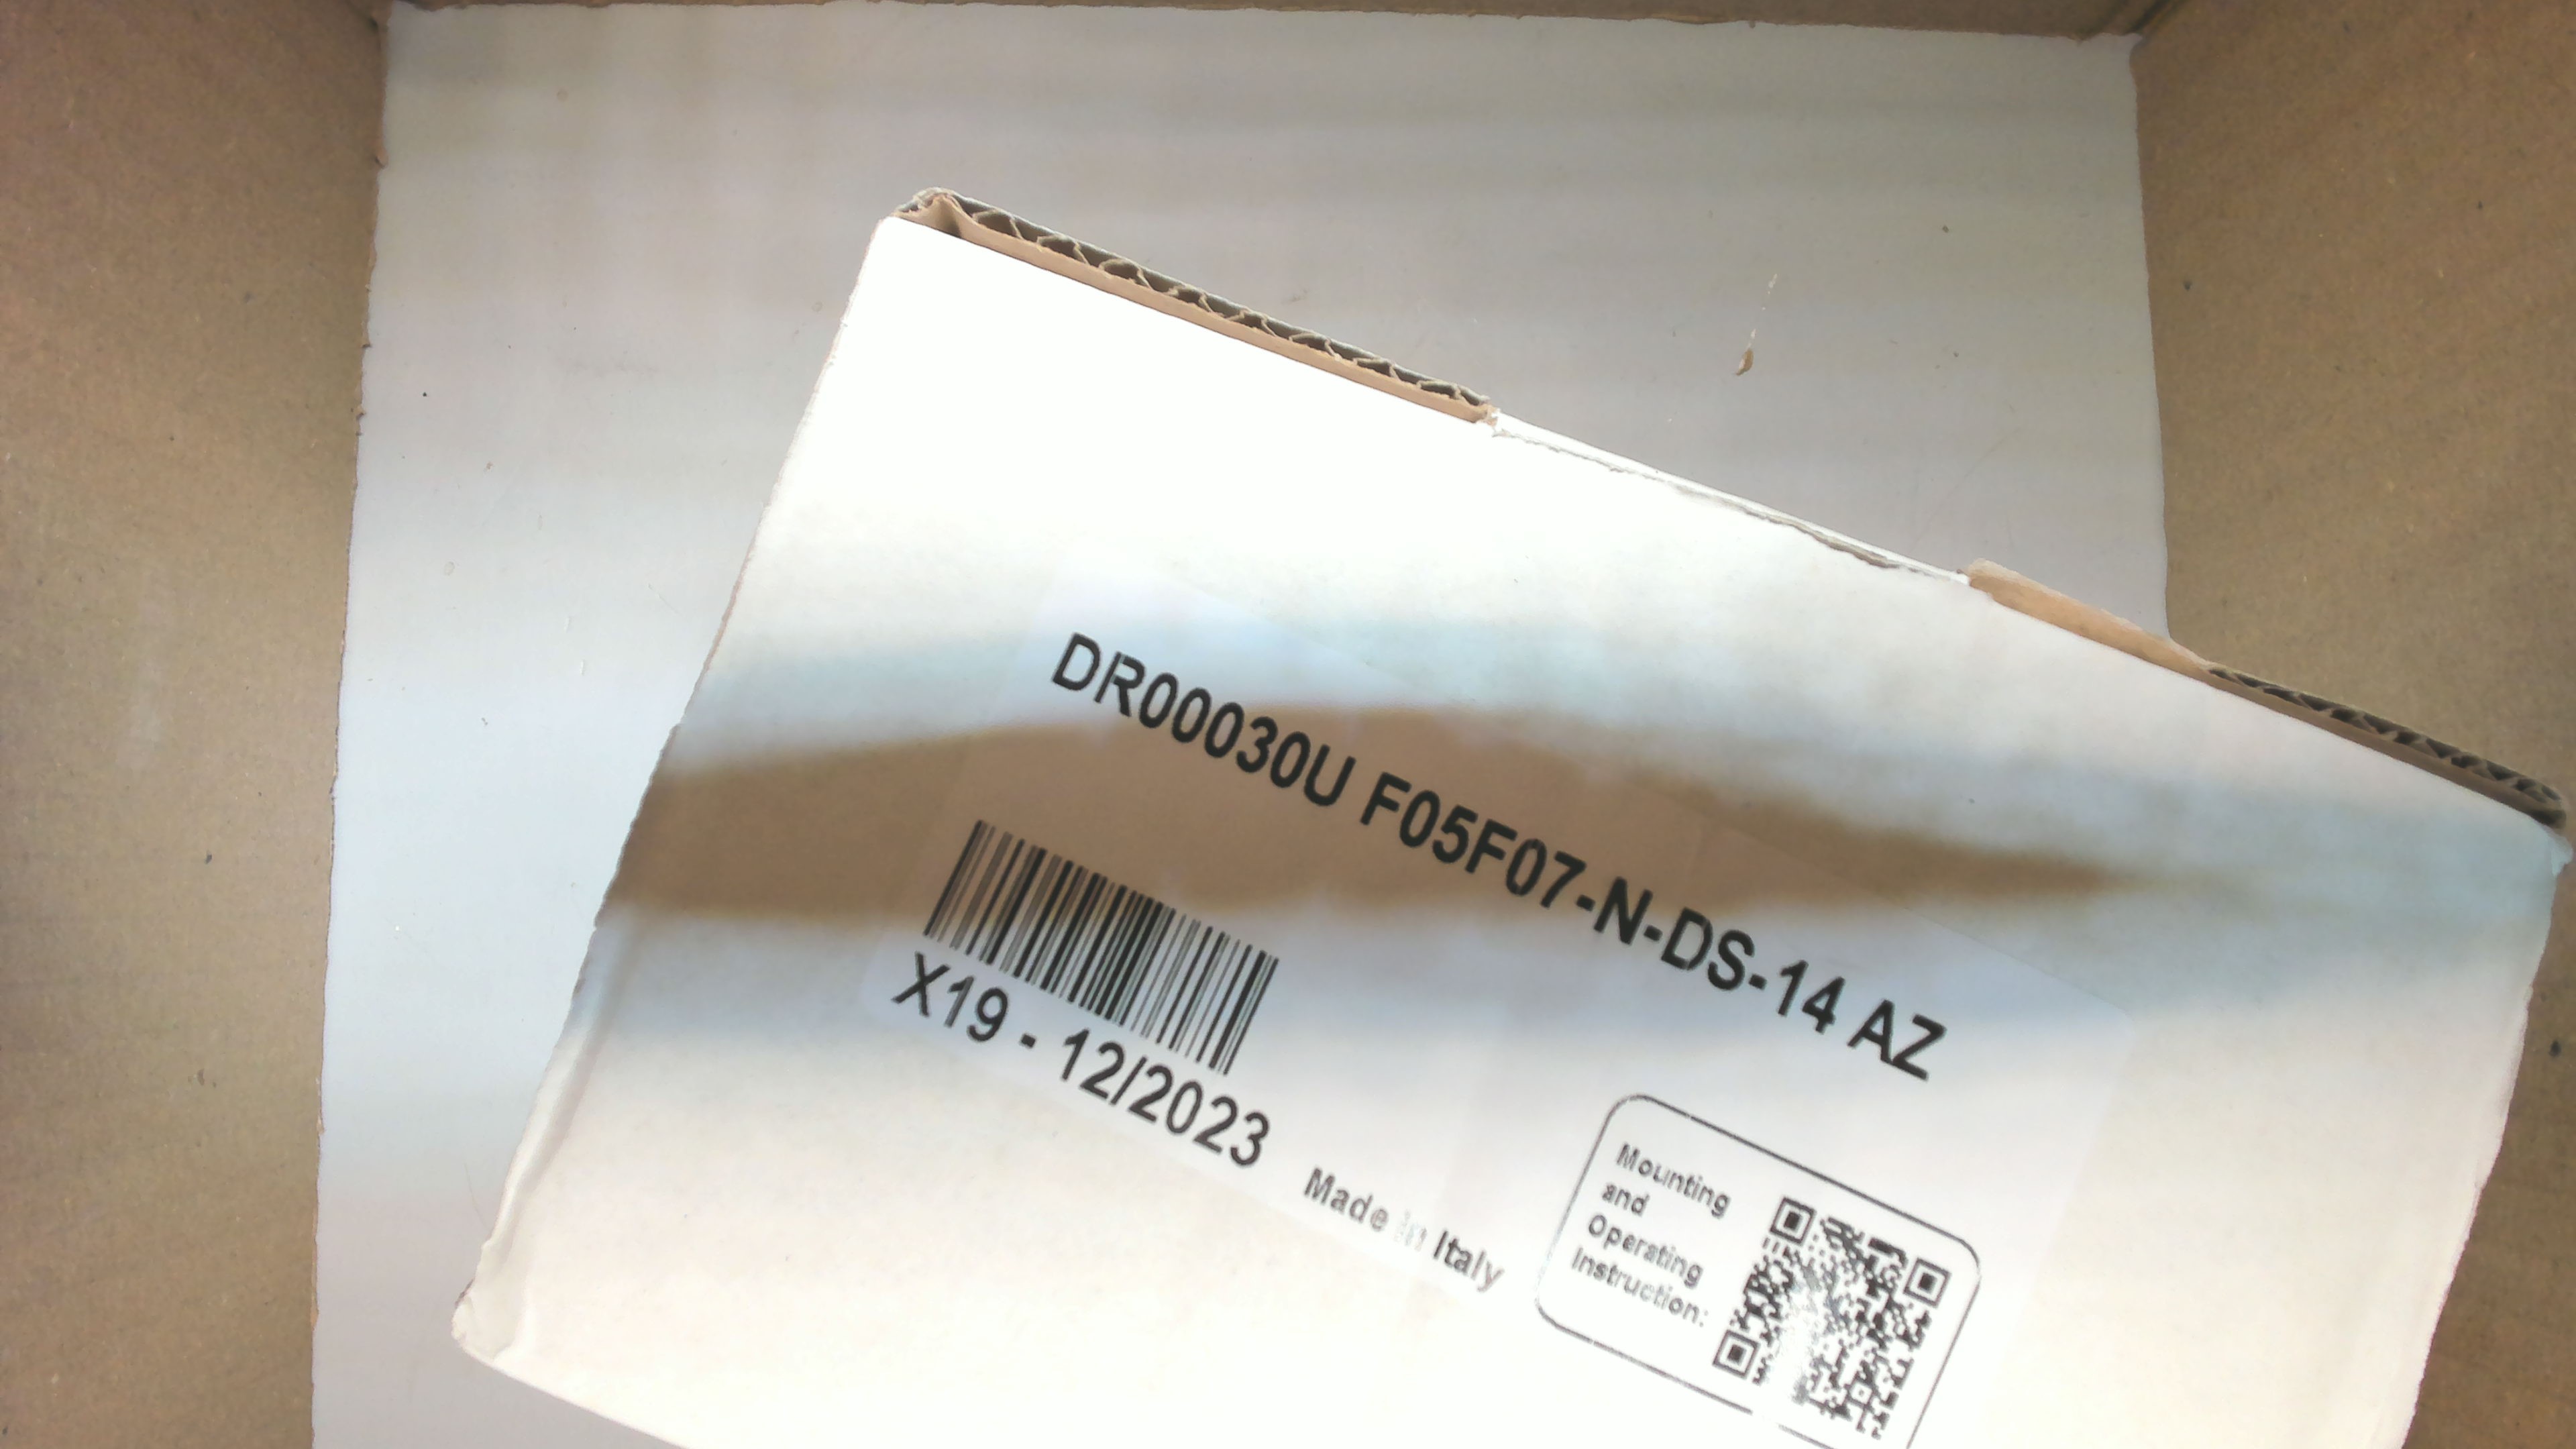 DR00030U F05F07-N-DS-14 AZ
X19 - 12/2023
Made in Italy
Mounting
and
Operating
Instruction: